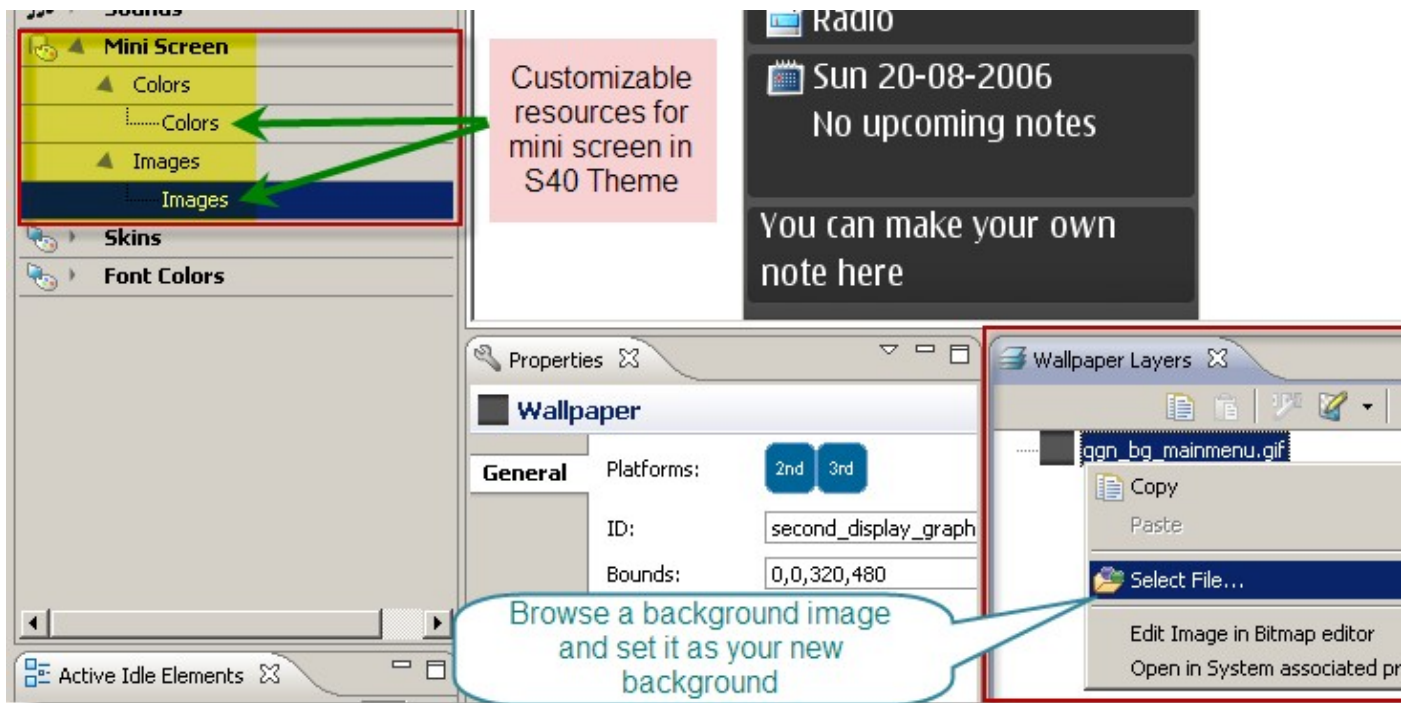 Sounds
Mini Screen
Colors
Colors
Images
Images
Skins
Font Colors
Customizable
resources for
mini screen in
S40 Theme
Radio
Sun 20-08-2006
No upcoming notes
You can make your own
note here
Properties
Wallpaper
General
Platforms:
2nd 3rd
ID:
second_display_graph
Bounds:
0,0,320,480
Wallpaper Layers
qgn_bg_mainmenu.gif
Copy
Paste
Select File...
Edit Image in Bitmap editor
Open in System associated pr
Browse a background image
and set it as your new
background
Active Idle Elements